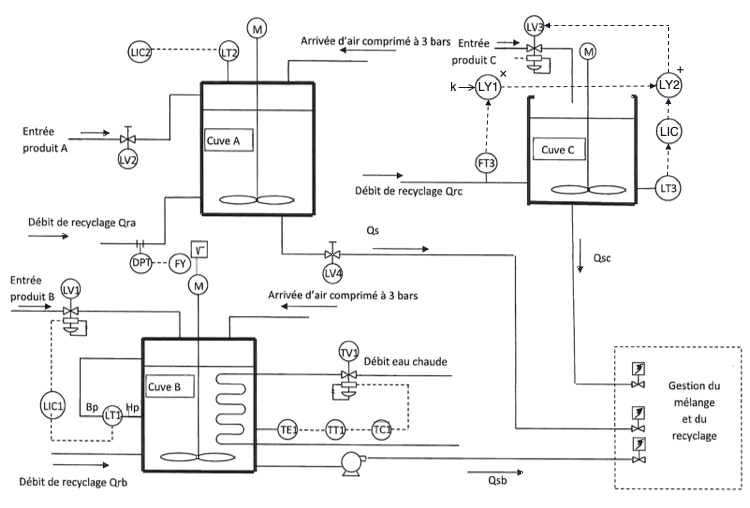 M
Arrivée d'air comprimé à 3 bars
LIC2
LT2
Entrée
produit A
LV2
Cuve A
Débit de recyclage Qra
DPT
FY
√
Qs
LV4
LV3
Entrée
produit C
M
k
LY1
x
LY2
+
LIC
FT3
LT3
Cuve C
Débit de recyclage Qrc
Qsc
Entrée
produit B
LV1
M
Arrivée d'air comprimé à 3 bars
Cuve B
LIC1
Bp
LT1
Hp
TV1
Débit eau chaude
TE1
TT1
TC1
Débit de recyclage Qrb
Qsb
Gestion du
mélange
et du
recyclage